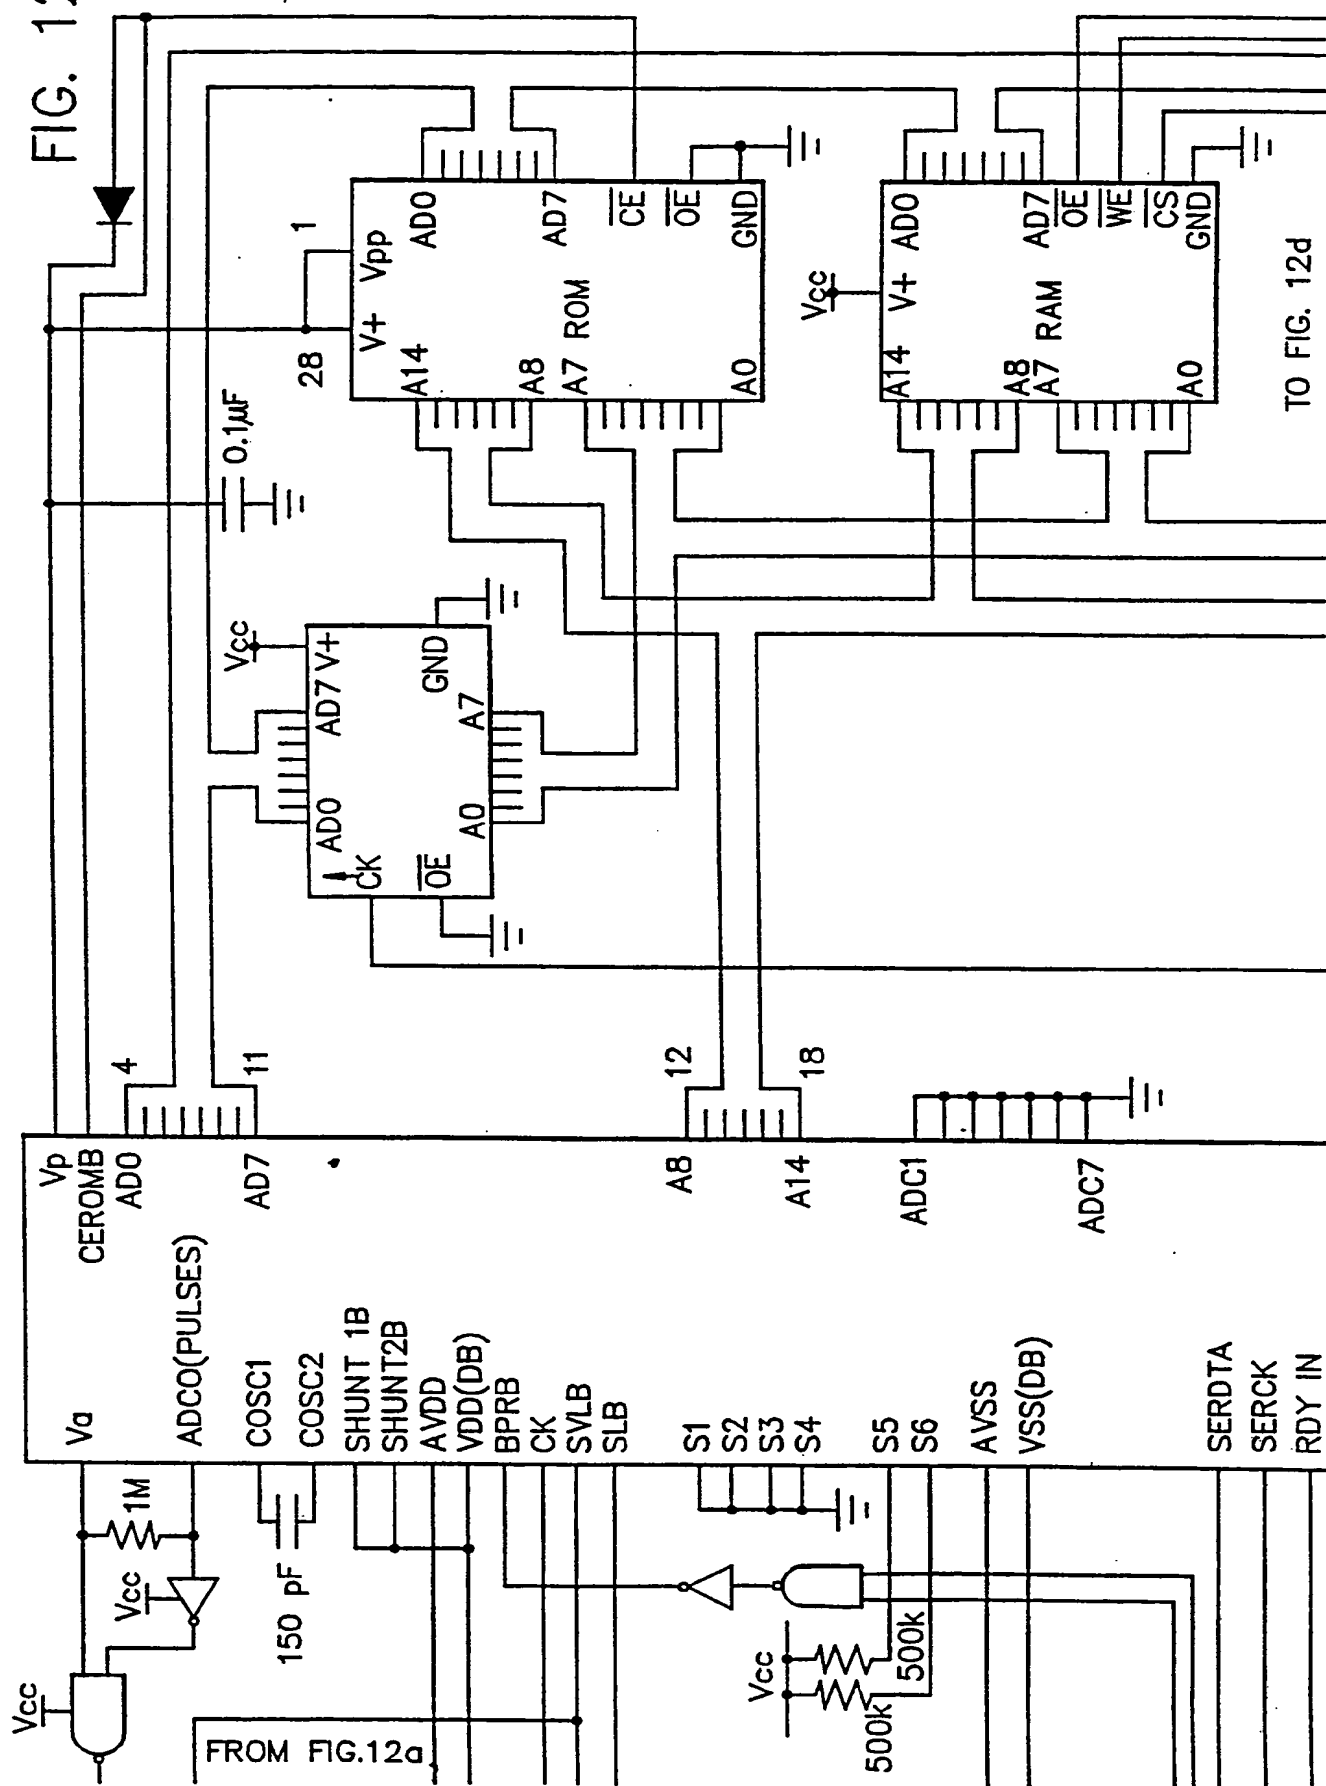 FIG. 12
Vp
CEROMB
AD0
AD7
4
11
A8
A14
12
18
ADC1
ADC7
Va
ADCO(PULSES)
COSC1
COSC2
SHUNT 1B
SHUNT2B
AVDD
VDD(DB)
BPRB
CK
SVLB
SLB
S1
S2
S3
S4
S5
S6
AVSS
VSS(DB)
SERDTA
SERCK
RDY IN
1M
Vcc
Vcc
150 pF
Vcc
500k
500k
FROM FIG.12a
0.1µF
Vcc
V+
AD7
AD0
GND
A7
A0
CK
OE
28
1
V+
Vpp
AD0
AD7
CE
OE
GND
ROM
A14
A8
A7
A0
Vcc
V+
AD0
AD7
OE
WE
CS
GND
RAM
A14
A8
A7
A0
TO FIG. 12d